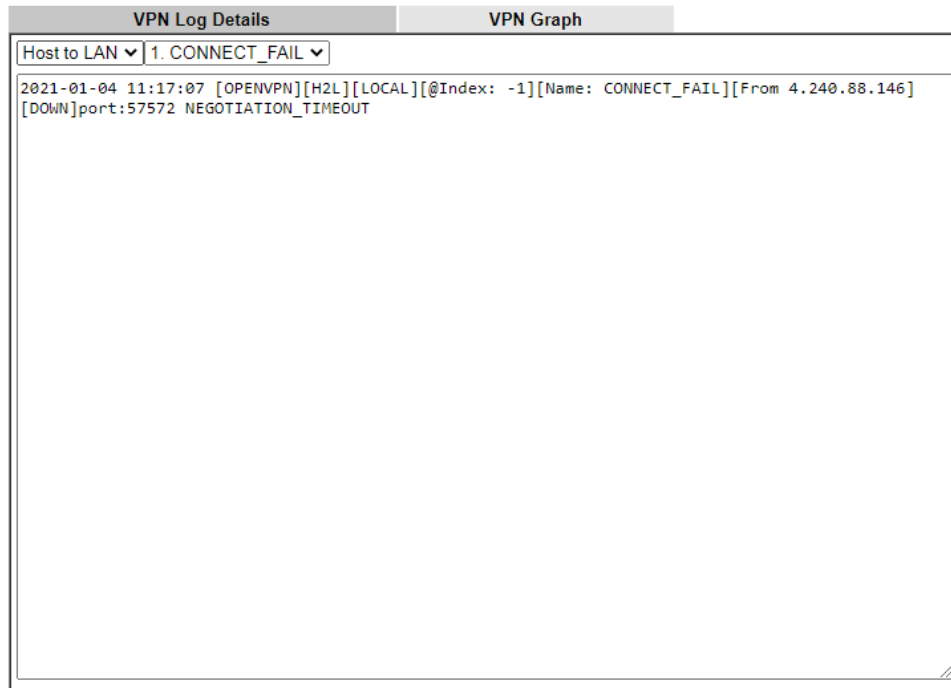 VPN Log Details
VPN Graph
Host to LAN 1. CONNECT_FAIL
2021-01-04 11:17:07 [OPENVPN][H2L][LOCAL][@Index: -1][Name: CONNECT_FAIL][From 4.240.88.146]
[DOWN]port:57572 NEGOTIATION_TIMEOUT